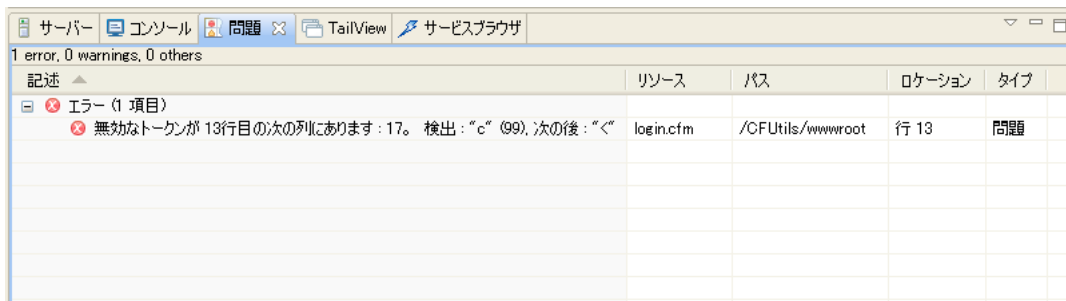 サーバー コンソール 問題 TailView サービスブラウザ
1 error, 0 warnings, 0 others
記述 リソース パス ロケーション タイプ
エラー (1 項目)
無効なトークンが 13行目の次の列にあります : 17。 検出 : "c" (99), 次の後 : "<" login.cfm /CFUtils/wwwroot 行 13 問題